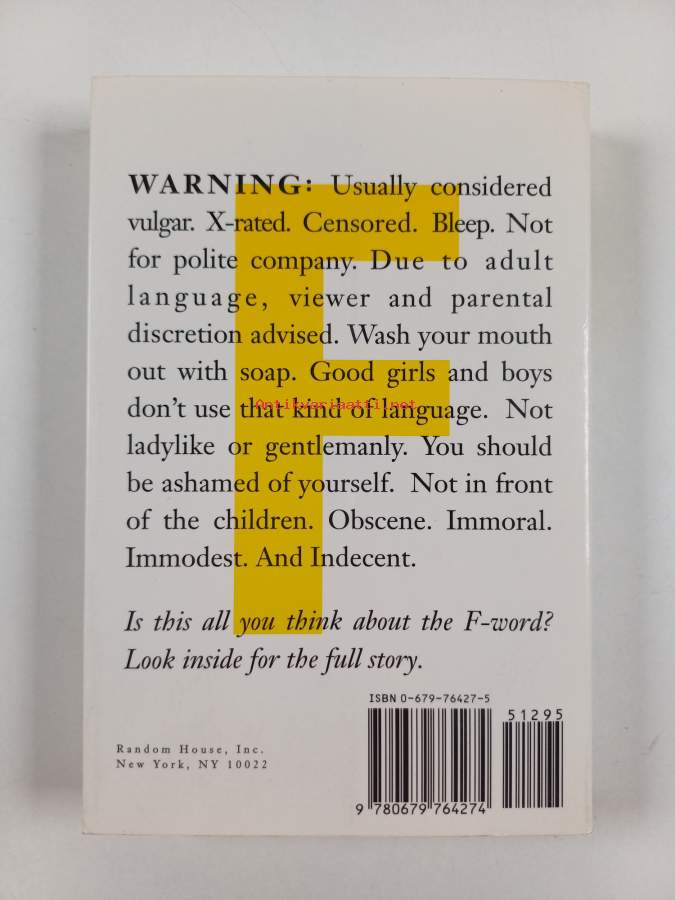 WARNING: Usually considered
vulgar. X-rated. Censored. Bleep. Not
for polite company. Due to adult
language, viewer and parental
discretion advised. Wash your mouth
out with soap. Good girls and boys
don't use that kind of language. Not
Antikvariaatti.net
ladylike or gentlemanly. You should
be ashamed of yourself. Not in front
of the children. Obscene. Immoral.
Immodest. And Indecent.
Is this all you think about the F-word?
Look inside for the full story.
ISBN 0-679-76427-5
51295
Random House, Inc.
New York, NY 10022
9 780679 764274
F